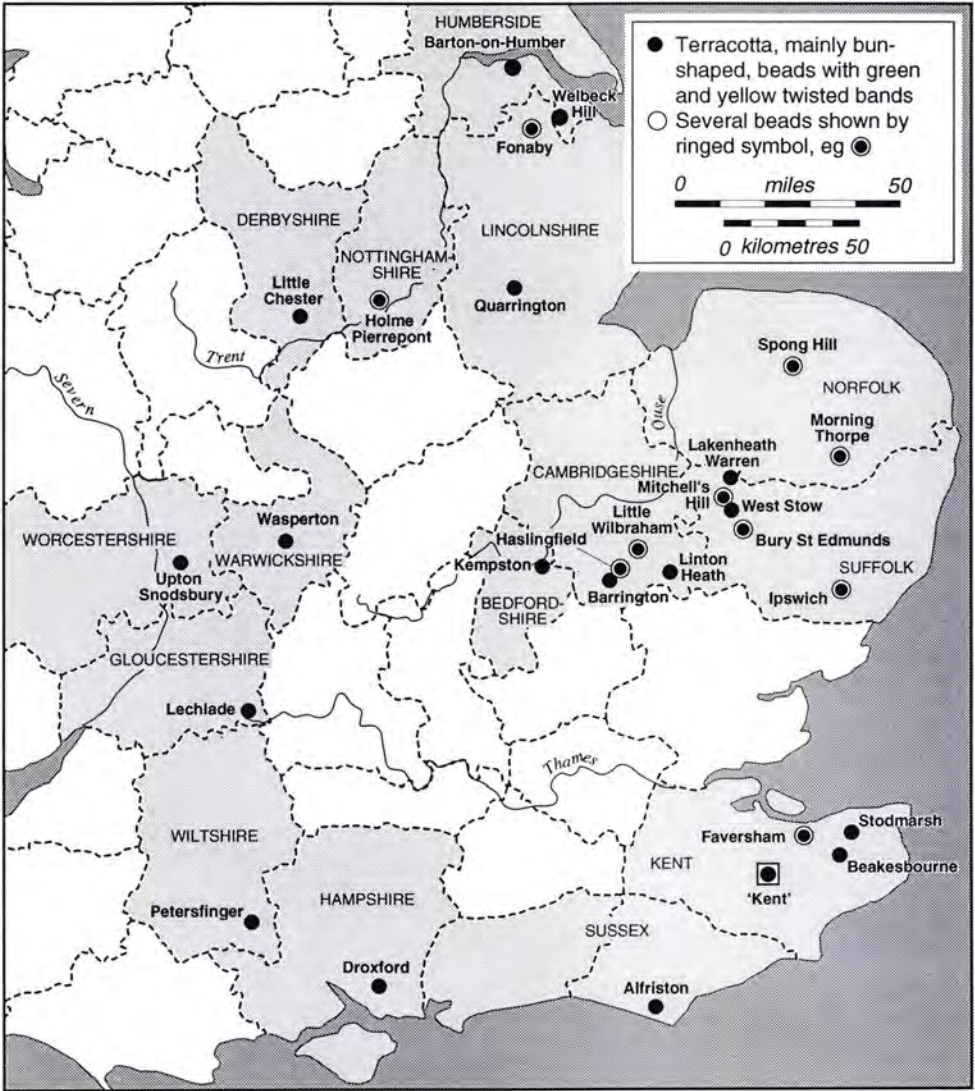 HUMBERSIDE
Barton-on-Humber
Welbeck
Hill
Fonaby
Terracotta, mainly bun-
shaped, beads with green
and yellow twisted bands
Several beads shown by
ringed symbol, eg
0 miles 50
0 kilometres 50
DERBYSHIRE
LINCOLNSHIRE
NOTTINGHAM-
SHIRE
Little
Chester
Holme
Pierrepont
Quarrington
Trent
Severn
Ouse
Spong Hill
NORFOLK
Morning
Thorpe
Lakenheath
Warren
CAMBRIDGESHIRE
Mitchell's
Hill
West Stow
Little
Wilbraham
Bury St Edmunds
Haslingfield
Kempston
Linton
Heath
Barrington
SUFFOLK
Ipswich
BEDFORD-
SHIRE
WORCESTERSHIRE
Wasperton
WARWICKSHIRE
Upton
Snodsbury
GLOUCESTERSHIRE
Lechlade
Thames
WILTSHIRE
Petersfinger
HAMPSHIRE
Droxford
Stodmarsh
Faversham
Beakesbourne
KENT
'Kent'
SUSSEX
Alfriston